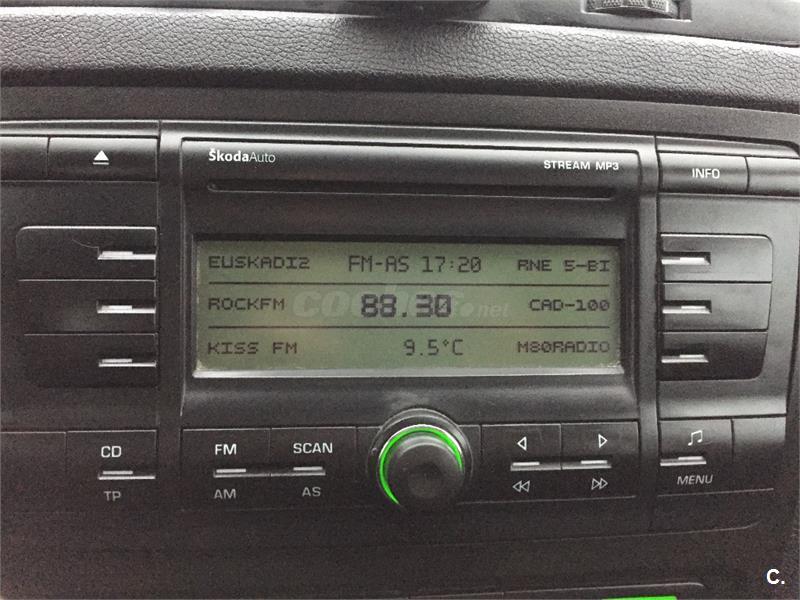 ŠkodaAuto
STREAM MP3
INFO
EUSKADI2 FM-AS 17:20 RNE 5-BI
ROCKFM 88.30 CAD-100
KISS FM 9.5°C M80RADIO
CD FM SCAN
TP AM AS MENU
C.